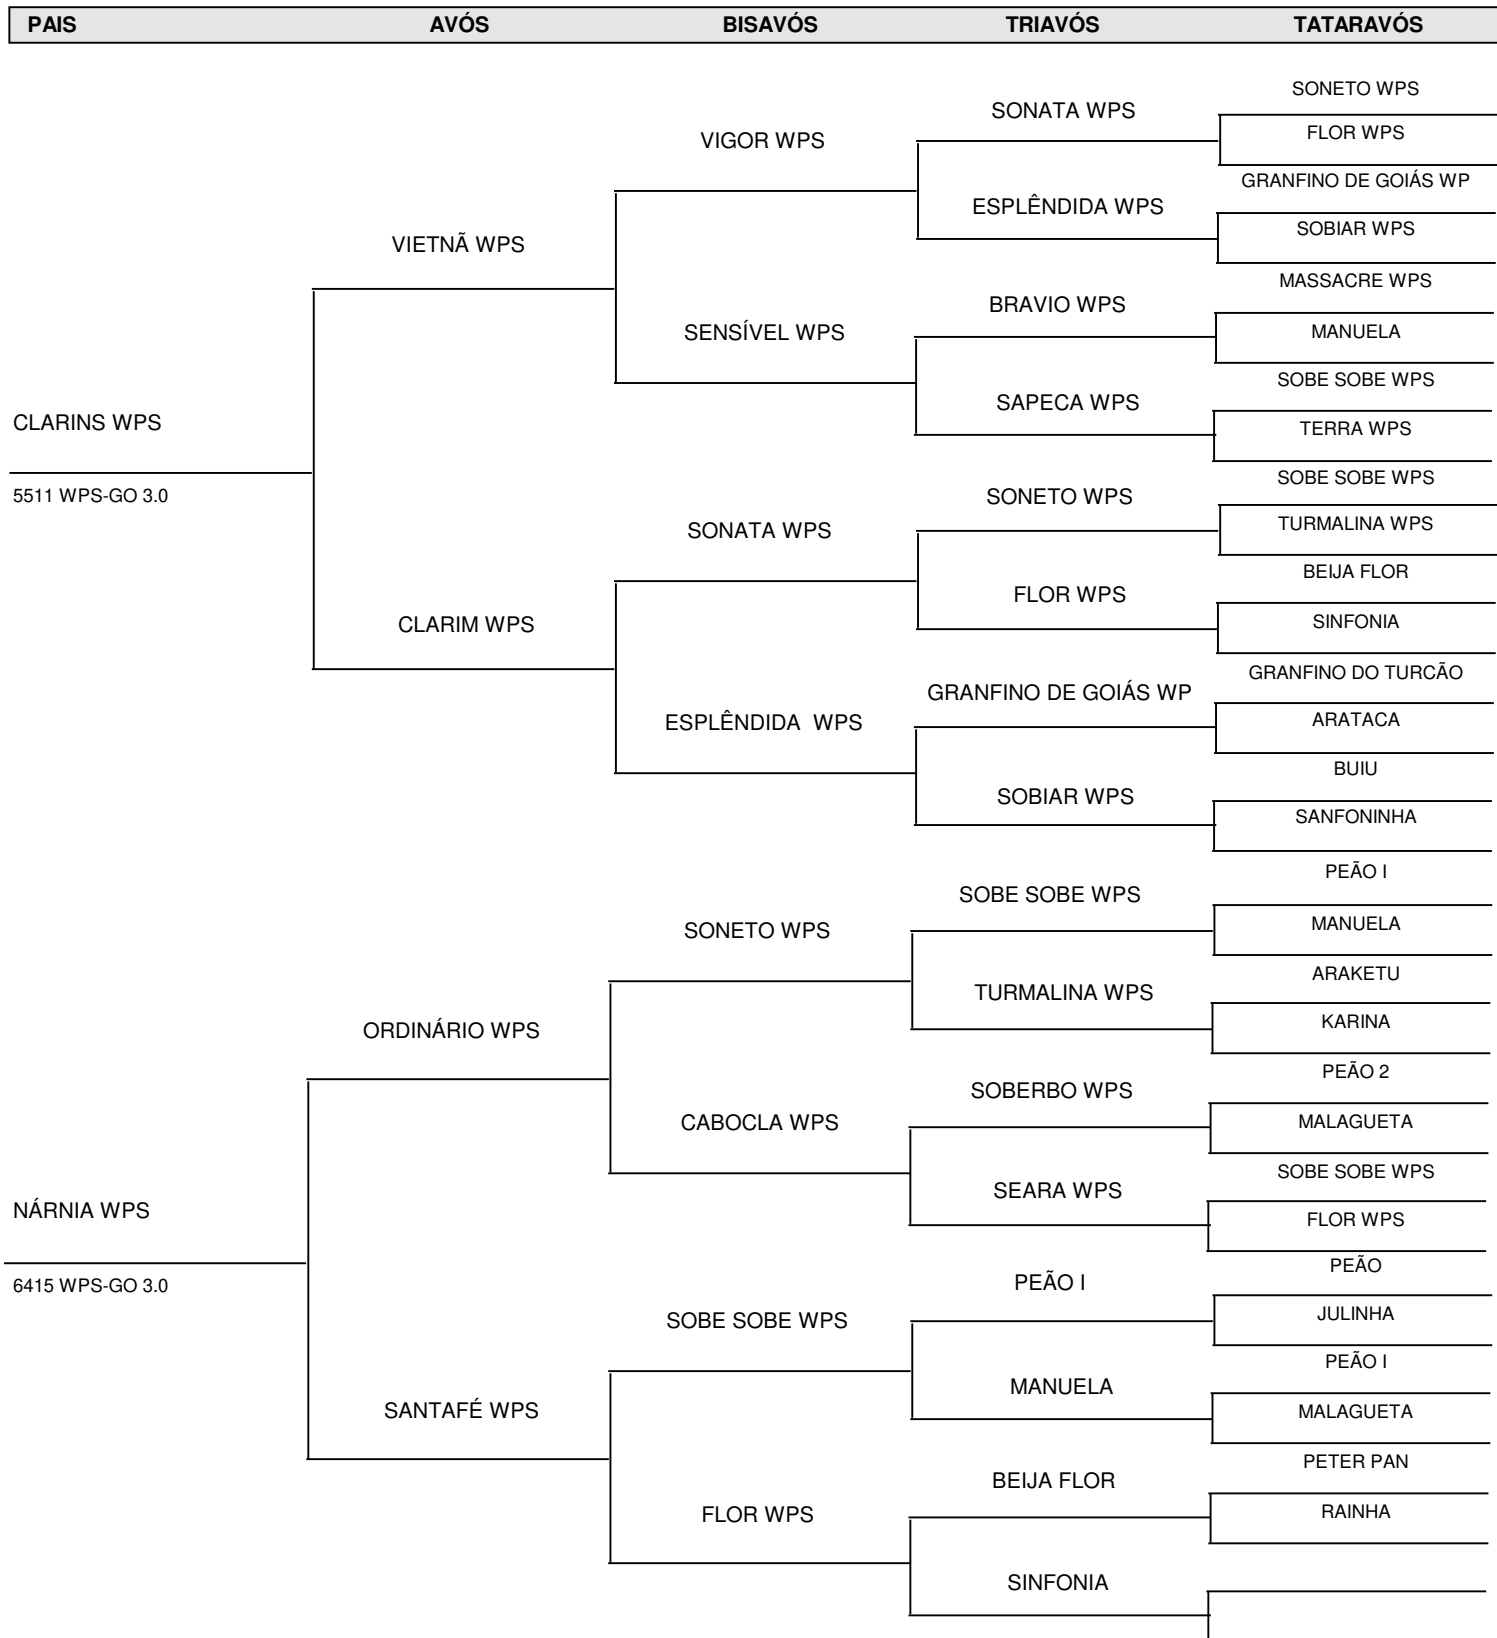 PAIS AVÓS BISAVÓS TRIAVÓS TATARAVÓS
SONETO WPS
SONATA WPS
FLOR WPS
VIGOR WPS
GRANFINO DE GOIÁS WP
ESPLÊNDIDA WPS
SOBIAR WPS
VIETNÃ WPS
MASSACRE WPS
BRAVIO WPS
MANUELA
SENSÍVEL WPS
SOBE SOBE WPS
SAPECA WPS
TERRA WPS
CLARINS WPS
5511 WPS-GO 3.0
SOBE SOBE WPS
SONETO WPS
TURMALINA WPS
SONATA WPS
BEIJA FLOR
FLOR WPS
SINFONIA
CLARIM WPS
GRANFINO DO TURCÃO
GRANFINO DE GOIÁS WP
ARATACA
ESPLÊNDIDA  WPS
BUIU
SOBIAR WPS
SANFONINHA
PEÃO I
SOBE SOBE WPS
MANUELA
SONETO WPS
ARAKETU
TURMALINA WPS
KARINA
ORDINÁRIO WPS
PEÃO 2
SOBERBO WPS
MALAGUETA
CABOCLA WPS
SOBE SOBE WPS
SEARA WPS
FLOR WPS
NÁRNIA WPS
6415 WPS-GO 3.0
PEÃO
PEÃO I
JULINHA
SOBE SOBE WPS
PEÃO I
MANUELA
MALAGUETA
SANTAFÉ WPS
PETER PAN
BEIJA FLOR
RAINHA
FLOR WPS
SINFONIA